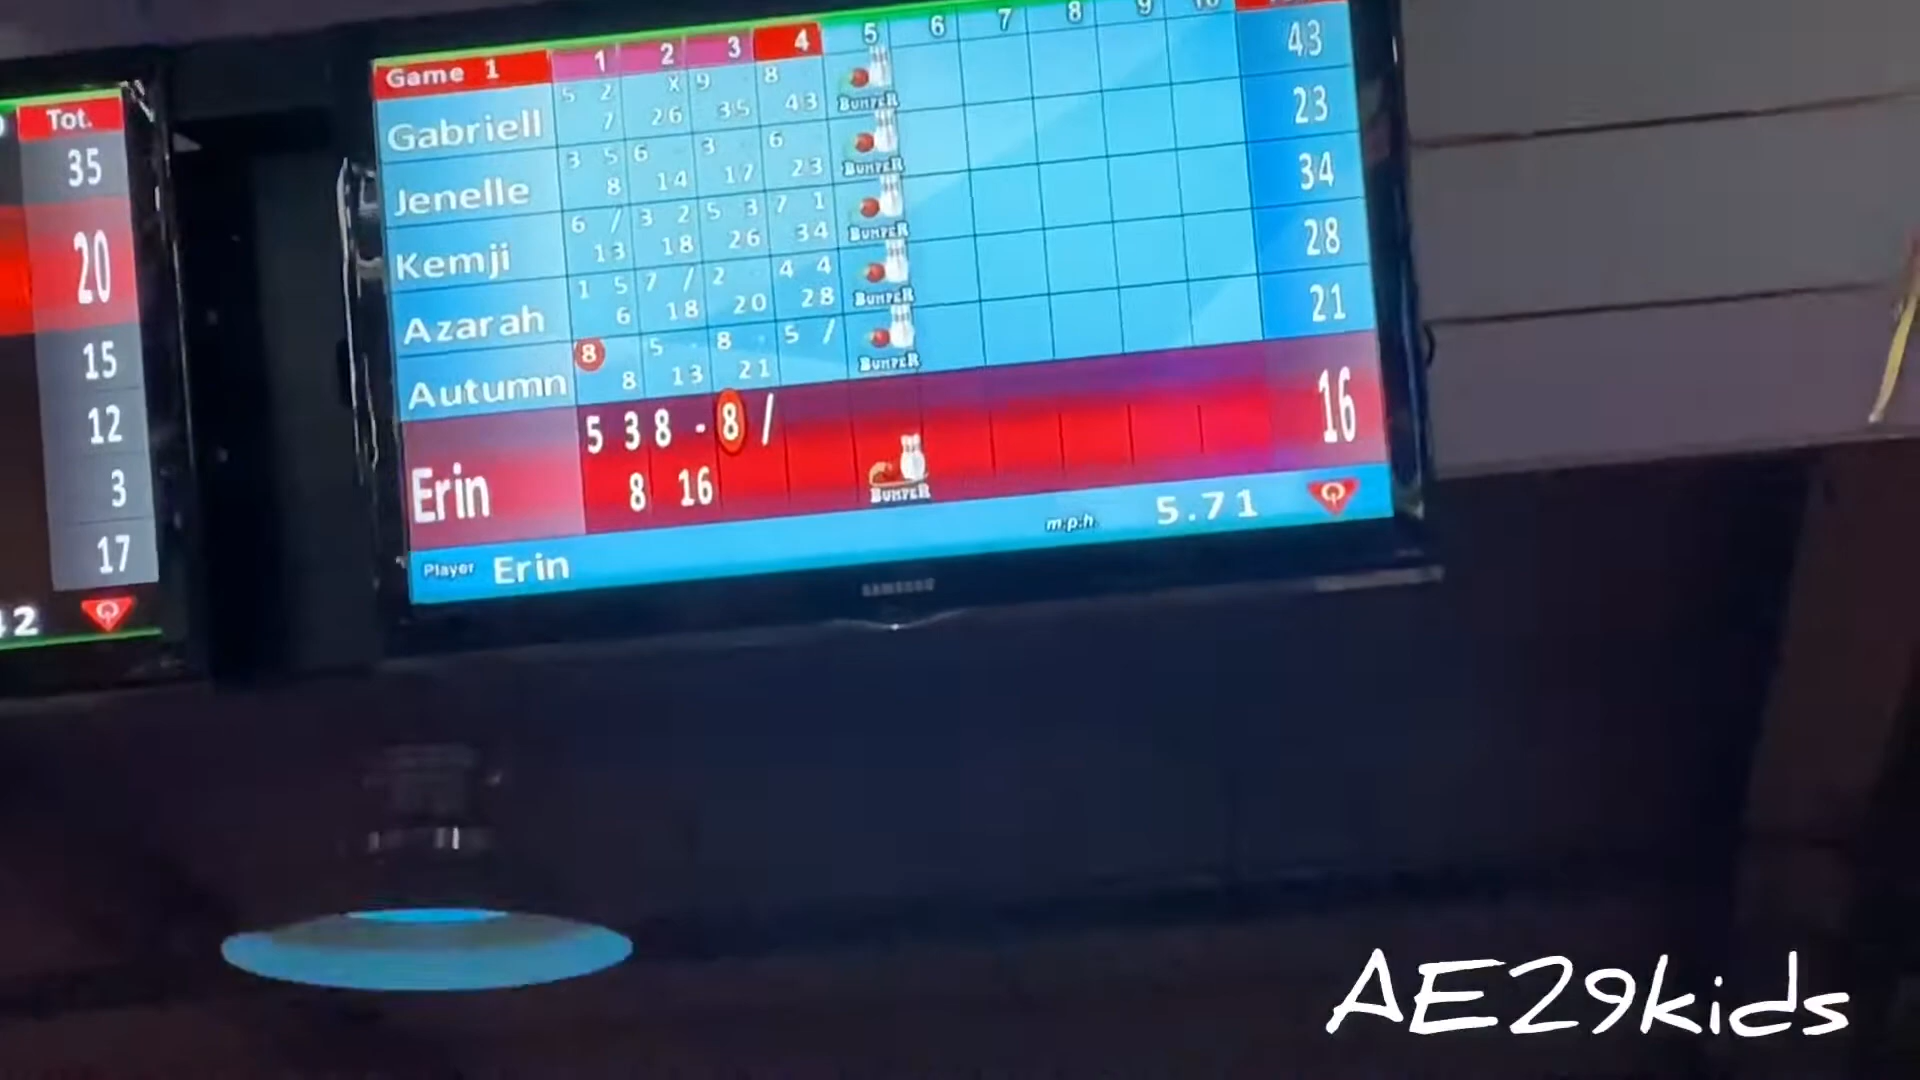 Game 1 1 2 3 4 5 6 7 8 9 10
Gabriell 5 2 X 9 - 8 - BUMPER 43
7 26 35 43
Jenelle 3 5 6 - 3 - 6 - BUMPER 23
8 14 17 23
Kemji 6 / 3 2 5 3 7 1 BUMPER 34
13 18 26 34
Azarah 1 5 7 / 2 - 4 4 BUMPER 28
6 18 20 28
Autumn 8 - 5 - 8 - 5 / BUMPER 21
8 13 21
Erin 5 3 8 - 8 / BUMPER 16
8 16
Player Erin m.p.h. 5.71
SAMSUNG
Tot.
35
20
15
12
3
17
42
AE29kids